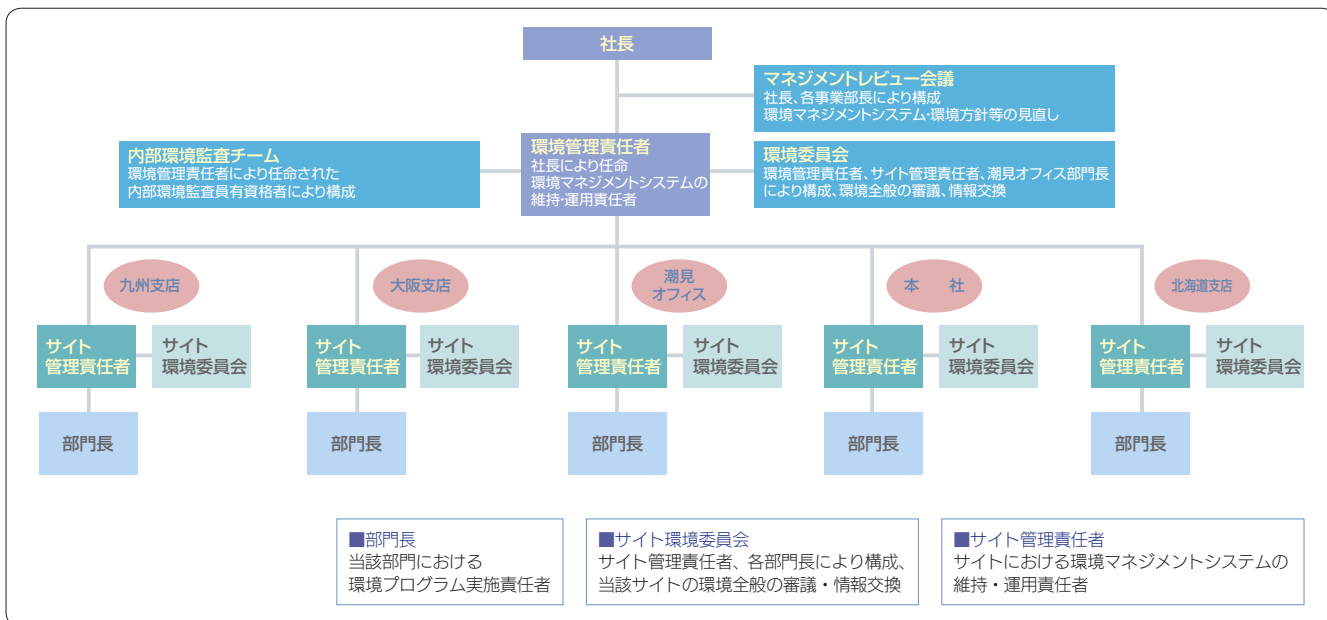 社長
マネジメントレビュー会議
社長、各事業部長により構成
環境マネジメントシステム・環境方針等の見直し
内部環境監査チーム
環境管理責任者により任命された
内部環境監査員有資格者により構成
環境管理責任者
社長により任命
環境マネジメントシステムの
維持・運用責任者
環境委員会
環境管理責任者、サイト管理責任者、潮見オフィス部門長
により構成、環境全般の審議、情報交換
九州支店
大阪支店
潮見
オフィス
本　社
北海道支店
サイト
管理責任者
サイト
環境委員会
サイト
管理責任者
サイト
環境委員会
サイト
管理責任者
サイト
環境委員会
サイト
管理責任者
サイト
環境委員会
サイト
管理責任者
サイト
環境委員会
部門長
部門長
部門長
部門長
部門長
■部門長
当該部門における
環境プログラム実施責任者
■サイト環境委員会
サイト管理責任者、各部門長により構成、
当該サイトの環境全般の審議・情報交換
■サイト管理責任者
サイトにおける環境マネジメントシステムの
維持・運用責任者